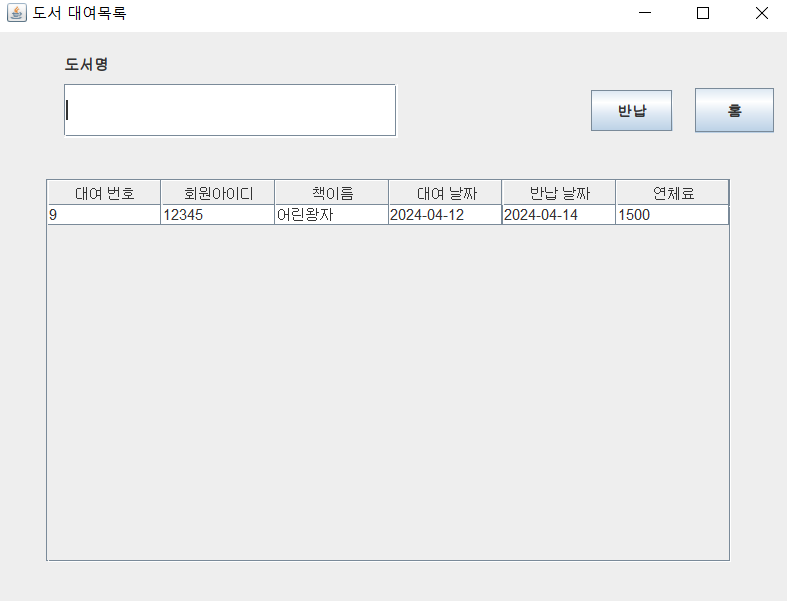 도서 대여목록
도서명
반납 홈
대여 번호 회원아이디 책이름 대여 날짜 반납 날짜 연체료
9 12345 어린왕자 2024-04-12 2024-04-14 1500